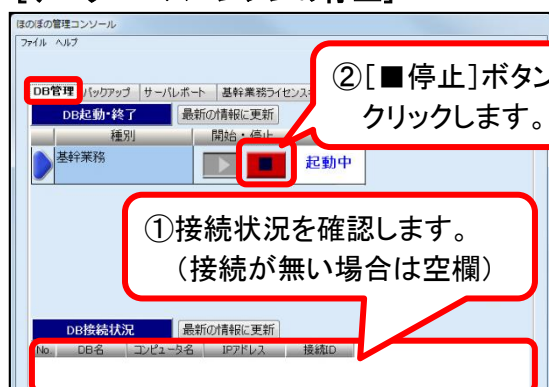 ほのぼの管理コンソール
ファイル ヘルプ
DB管理 バックアップ サーバレポート 基幹業務ライセンス
②[■停止]ボタン
クリックします。
DB起動・終了 最新の情報に更新
種別 開始・停止
基幹業務 起動中
①接続状況を確認します。
(接続が無い場合は空欄)
DB接続状況 最新の情報に更新
No. DB名 コンピュータ名 IPアドレス 接続ID